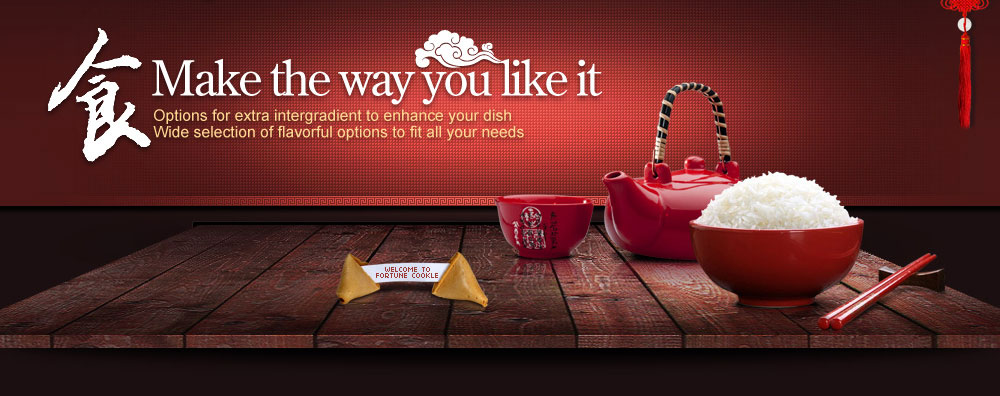 食
Make the way you like it
Options for extra intergradient to enhance your dish
Wide selection of flavorful options to fit all your needs
WELCOME TO
FORTUNE COOKLE